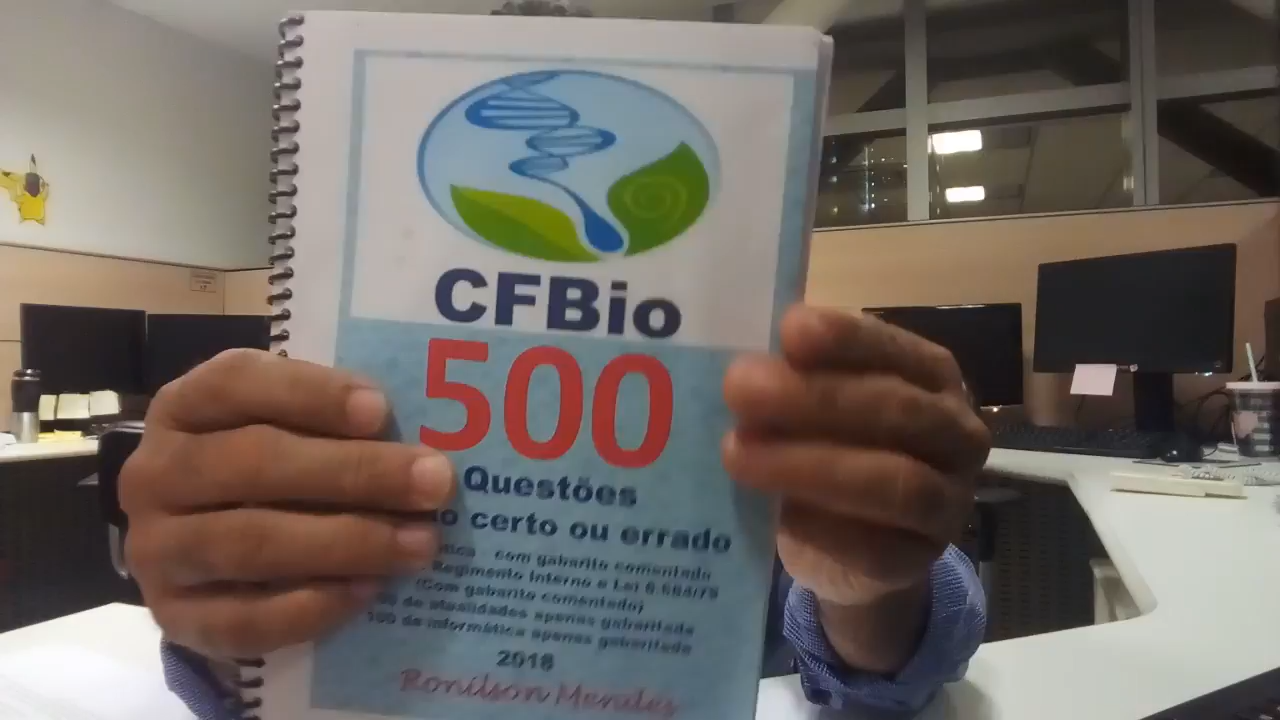 CFBio
500
Questões
certo ou errado
com gabarito comentado
Regimento Interno e Lei 6.684/79
(Com gabarito comentado)
de atualidades apenas gabaritada
100 de informática apenas gabaritada
2018
Ronilson Mendes